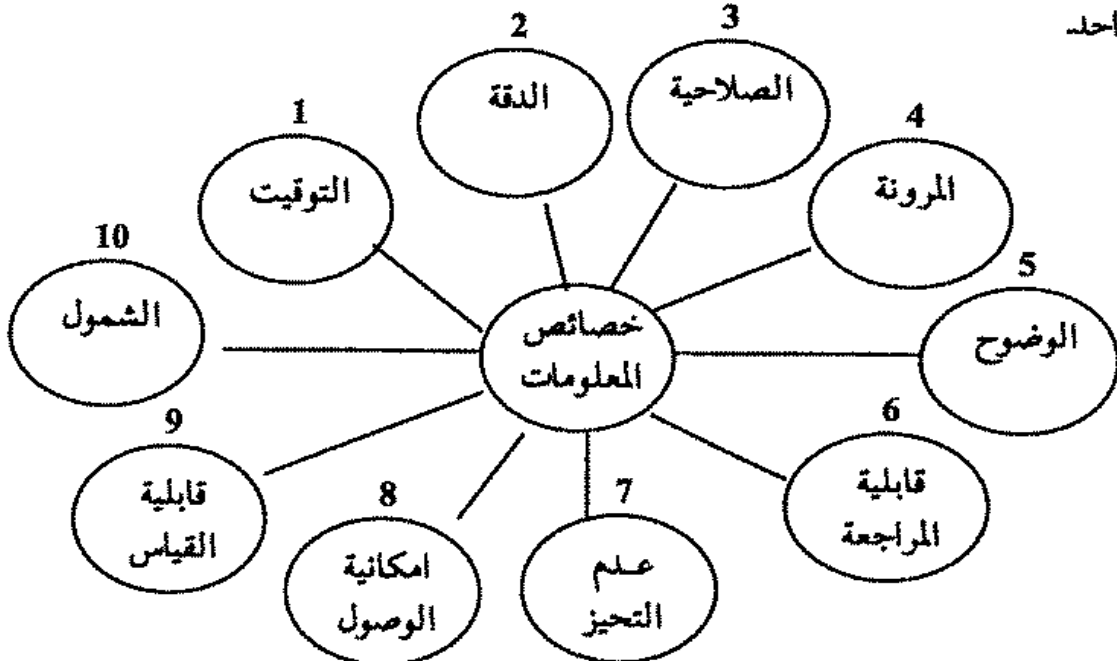 احد
2
الدقة
3
الصلاحية
1
التوقيت
4
المرونة
10
الشمول
5
الوضوح
خصائص
المعلومات
9
قابلية
القياس
8
امكانية
الوصول
7
عدم
التحيز
6
قابلية
المراجعة